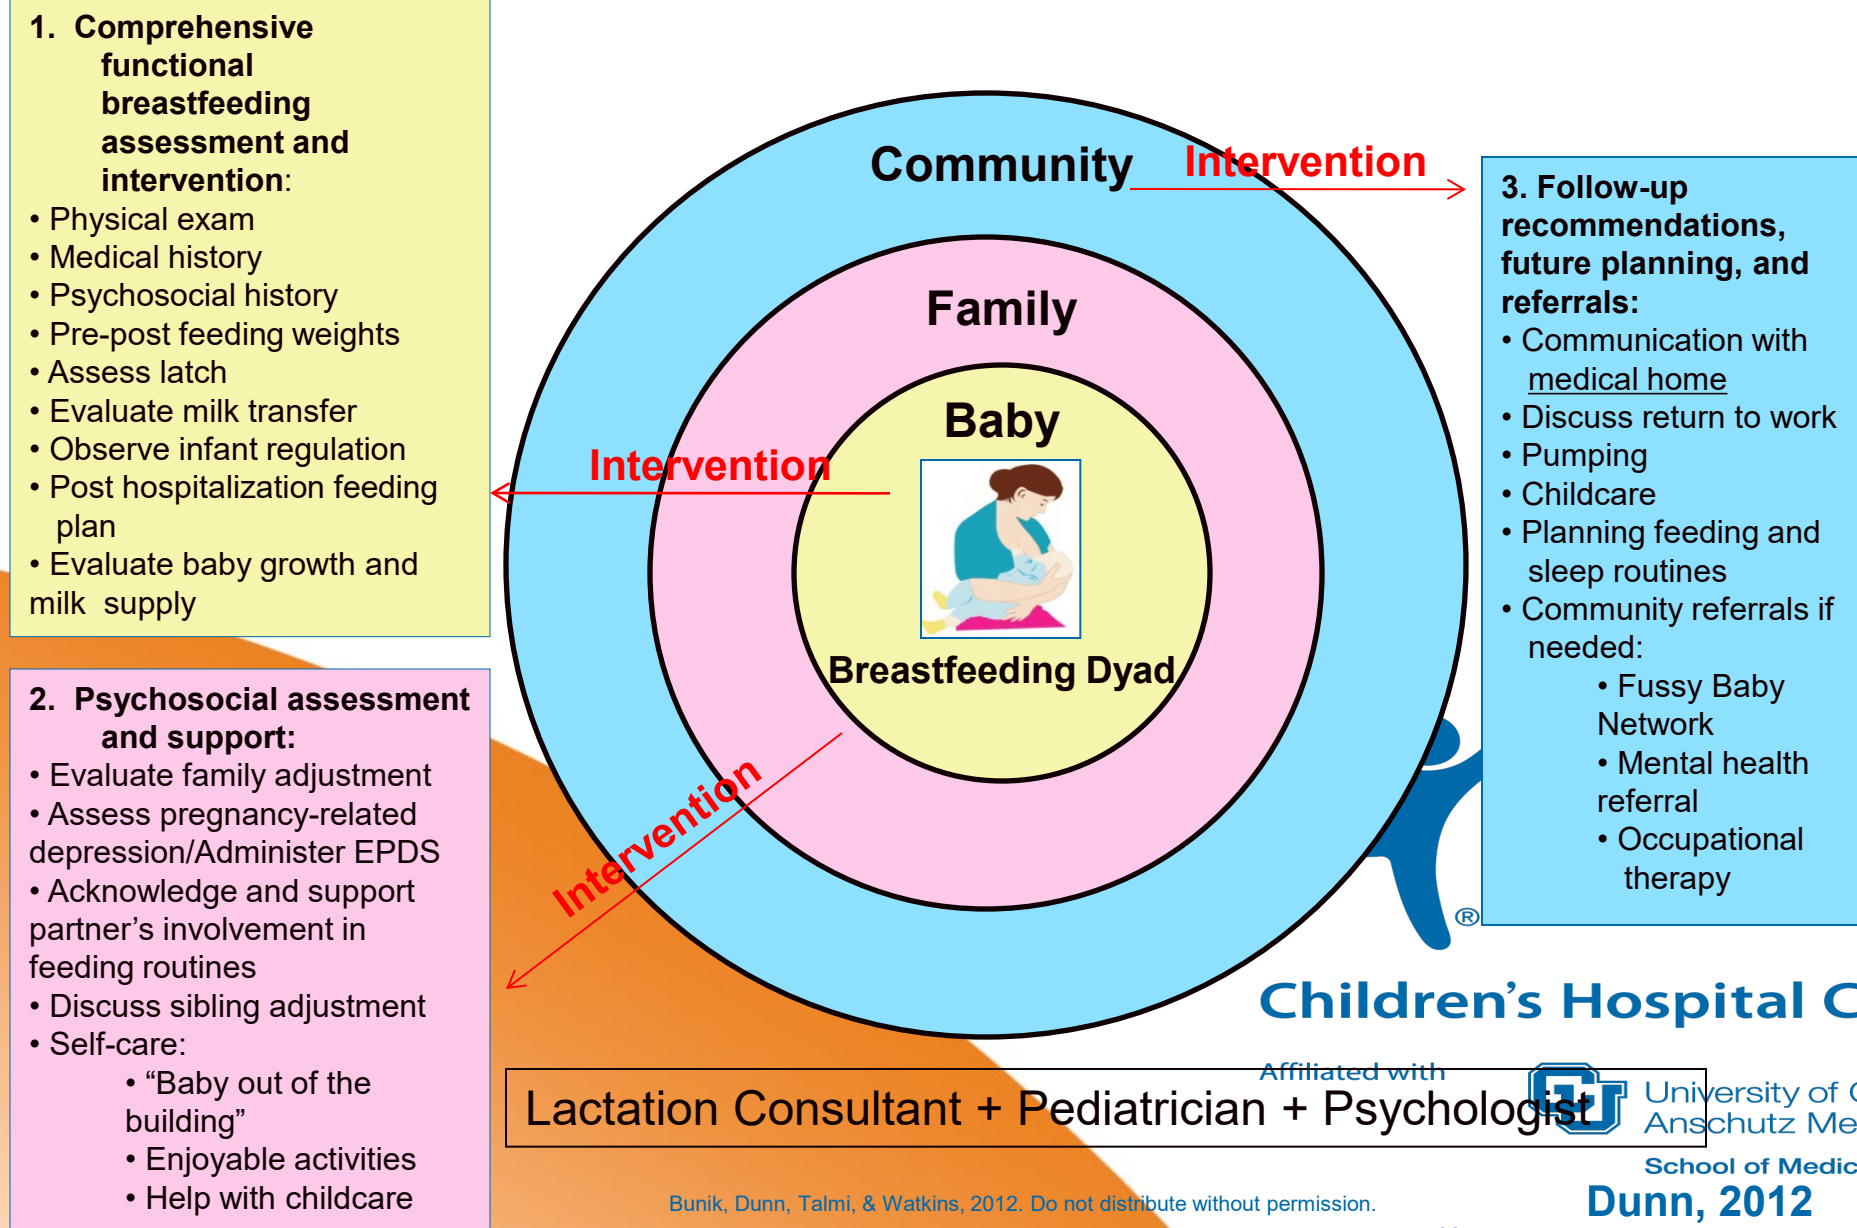 1. Comprehensive
functional
breastfeeding
assessment and
intervention:
• Physical exam
• Medical history
• Psychosocial history
• Pre-post feeding weights
• Assess latch
• Evaluate milk transfer
• Observe infant regulation
• Post hospitalization feeding
plan
• Evaluate baby growth and
milk supply
2. Psychosocial assessment
and support:
• Evaluate family adjustment
• Assess pregnancy-related
depression/Administer EPDS
• Acknowledge and support
partner’s involvement in
feeding routines
• Discuss sibling adjustment
• Self-care:
• “Baby out of the
building”
• Enjoyable activities
• Help with childcare
Community
Intervention
Family
Baby
Intervention
Breastfeeding Dyad
Intervention
3. Follow-up
recommendations,
future planning, and
referrals:
• Communication with
medical home
• Discuss return to work
• Pumping
• Childcare
• Planning feeding and
sleep routines
• Community referrals if
needed:
• Fussy Baby
Network
• Mental health
referral
• Occupational
therapy
®
Children’s Hospital C
Affiliated with
Lactation Consultant + Pediatrician + Psychologist
University of
Anschutz Me
School of Medic
Bunik, Dunn, Talmi, & Watkins, 2012. Do not distribute without permission.
Dunn, 2012